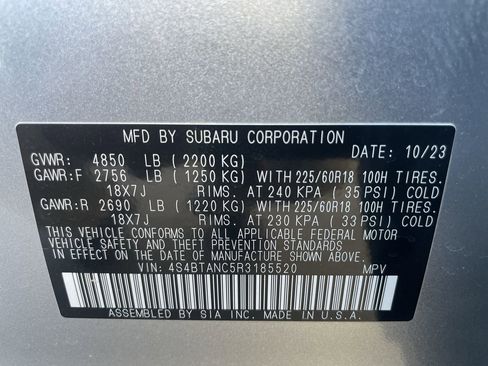 MFD BY SUBARU CORPORATION
GVWR: 4850 LB (2200 KG) DATE: 10/23
GAWR:F 2756 LB (1250 KG) WITH 225/60R18 100H TIRES.
18X7J RIMS. AT 240 KPA (35 PSI) COLD
GAWR:R 2690 LB (1220 KG) WITH 225/60R18 100H TIRES.
18X7J RIMS. AT 230 KPA (33 PSI) COLD
THIS VEHICLE CONFORMS TO ALL APPLICABLE FEDERAL MOTOR
VEHICLE SAFETY AND THEFT PREVENTION STANDARDS IN EFFECT
ON THE DATE OF MANUFACTURE SHOWN ABOVE.
VIN: 4S4BTANC5R3185520 MPV
ASSEMBLED BY SIA INC. MADE IN U.S.A.